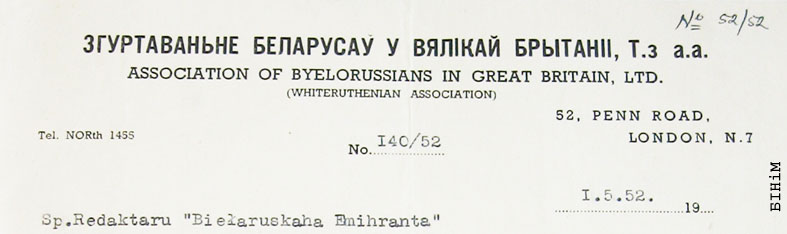 № 52/52
ЗГУРТАВАНЬНЕ БЕЛАРУСАЎ У ВЯЛІКАЙ БРЫТАНІІ, Т.з а.а.
ASSOCIATION OF BYELORUSSIANS IN GREAT BRITAIN, LTD.
(WHITERUTHENIAN ASSOCIATION)
52, PENN ROAD,
LONDON, N.7
Tel. NORth 1455
No. I40/52
I.5.52. 19
Sp.Redaktaru "Biełaruskaha Emihranta"
БІНіМ